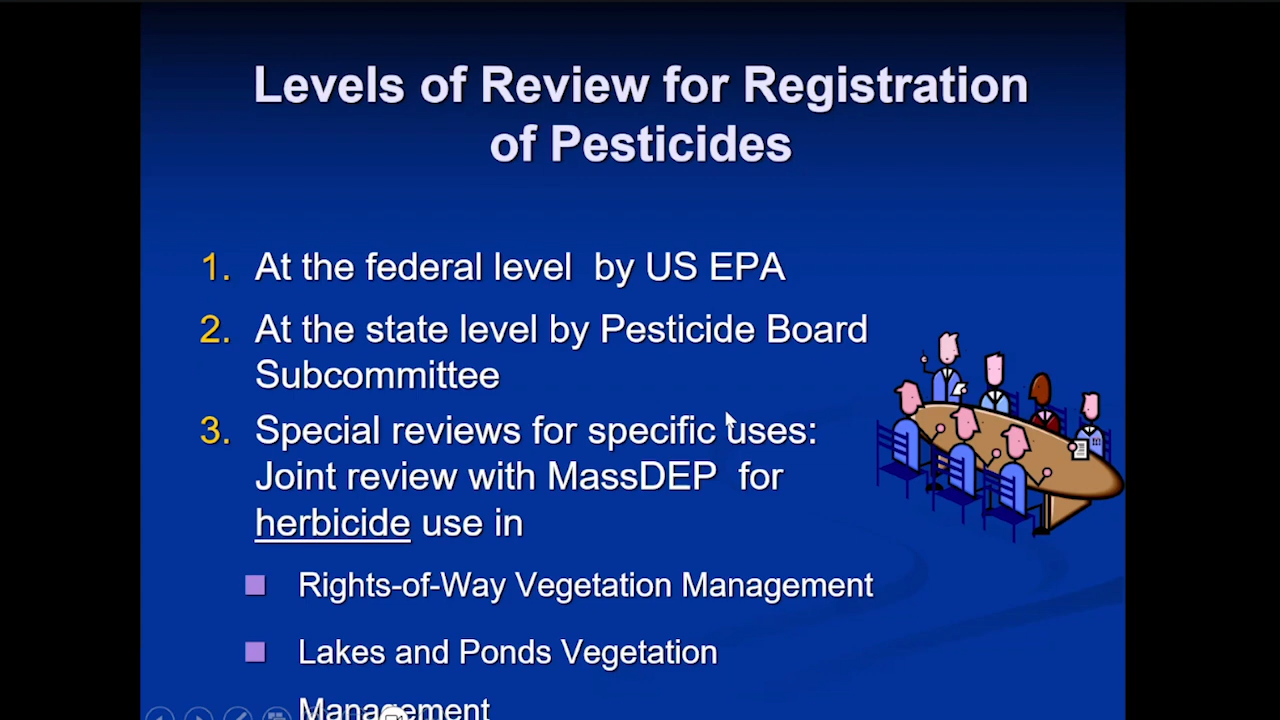 Levels of Review for Registration
of Pesticides
1. At the federal level by US EPA
2. At the state level by Pesticide Board
Subcommittee
3. Special reviews for specific uses:
Joint review with MassDEP for
herbicide use in
Rights-of-Way Vegetation Management
Lakes and Ponds Vegetation
Management